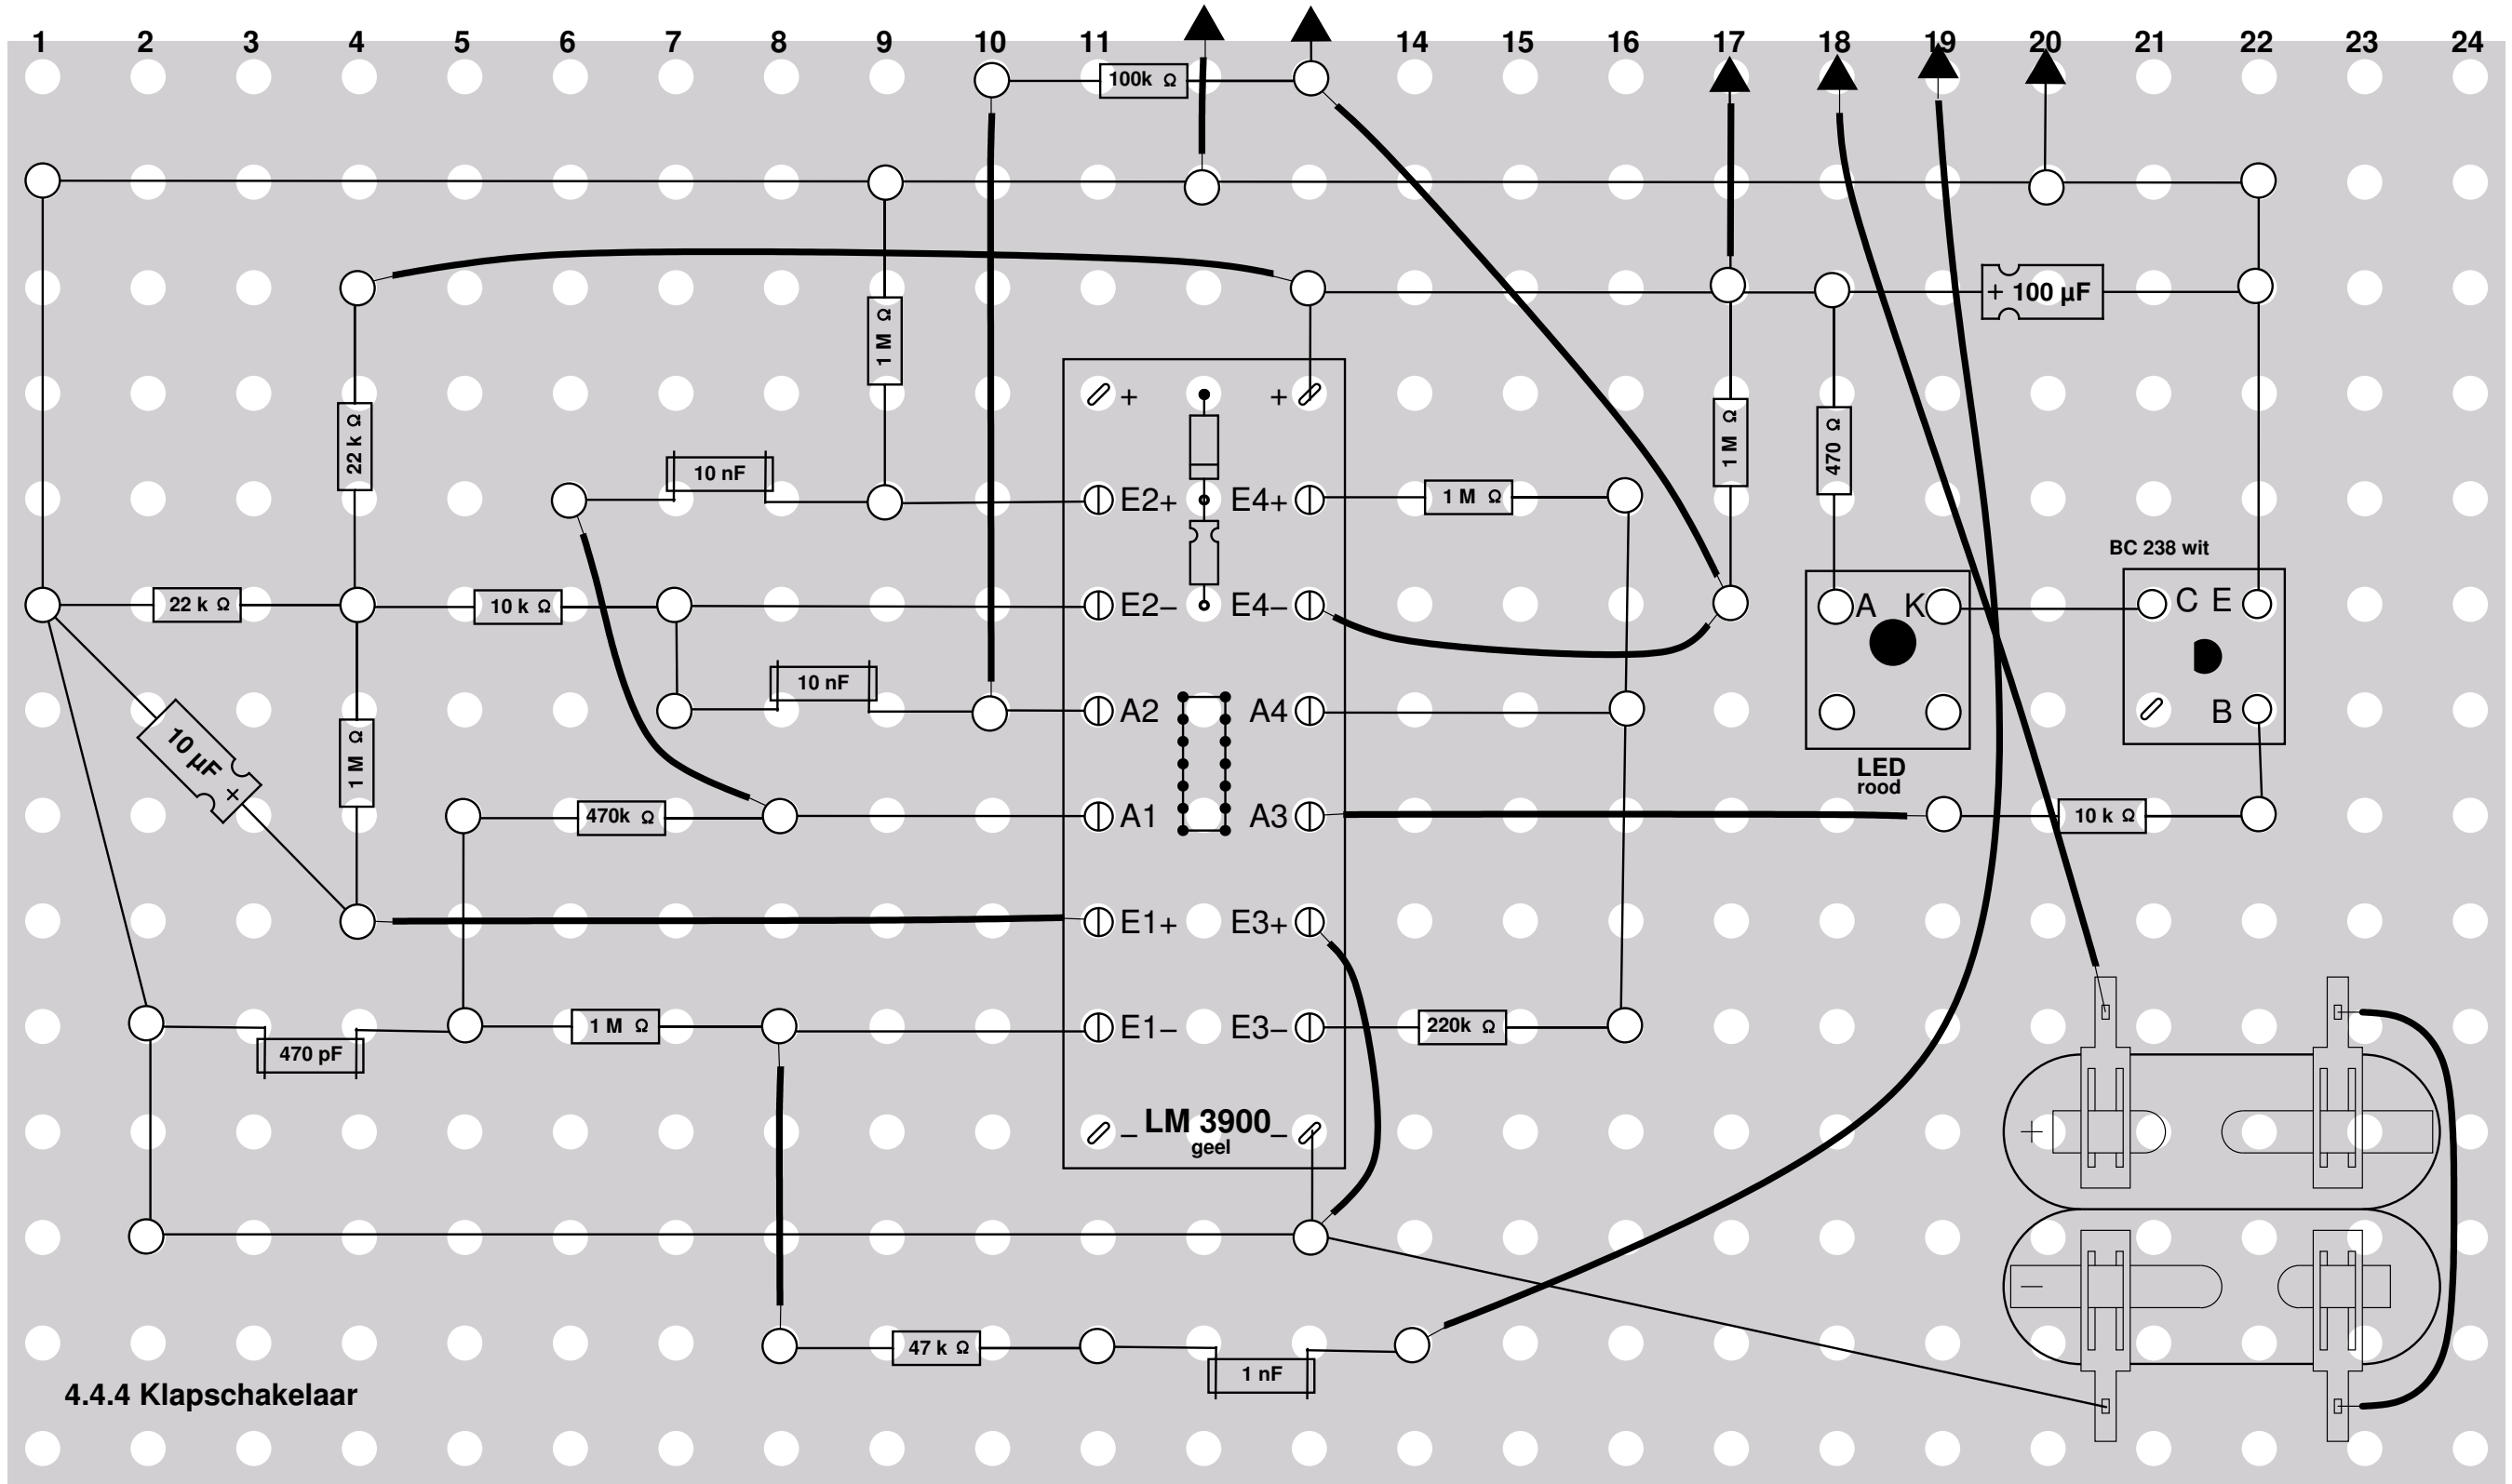 1 2 3 4 5 6 7 8 9 10 11 14 15 16 17 18 19 20 21 22 23 24
100k Ω
1 M Ω
+ 100 µF
22 k Ω
10 nF
+ +
1 M Ω
470 Ω
E2+ E4+
1 M Ω
BC 238 wit
22 k Ω
10 k Ω
E2– E4–
A K
C E
10 nF
A2 A4
B
10 µF
+
1 M Ω
LED
rood
470k Ω
A1 A3
10 k Ω
E1+ E3+
470 pF
1 M Ω
E1– E3–
220k Ω
– LM 3900 –
geel
+
–
47 k Ω
1 nF
4.4.4 Klapschakelaar